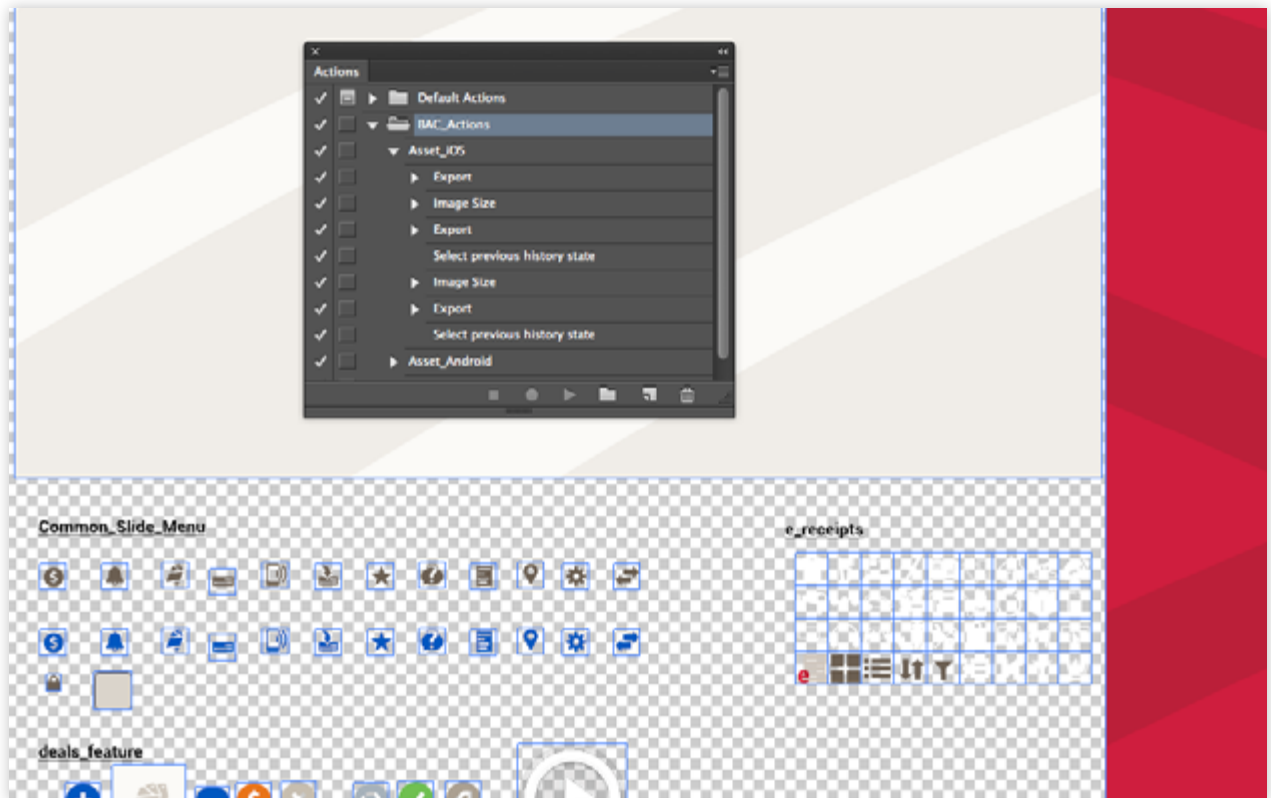 Actions
Default Actions
BAC_Actions
Asset_iOS
Export
Image Size
Export
Select previous history state
Image Size
Export
Select previous history state
Asset_Android
Common_Slide_Menu
e_receipts
e
deals_feature